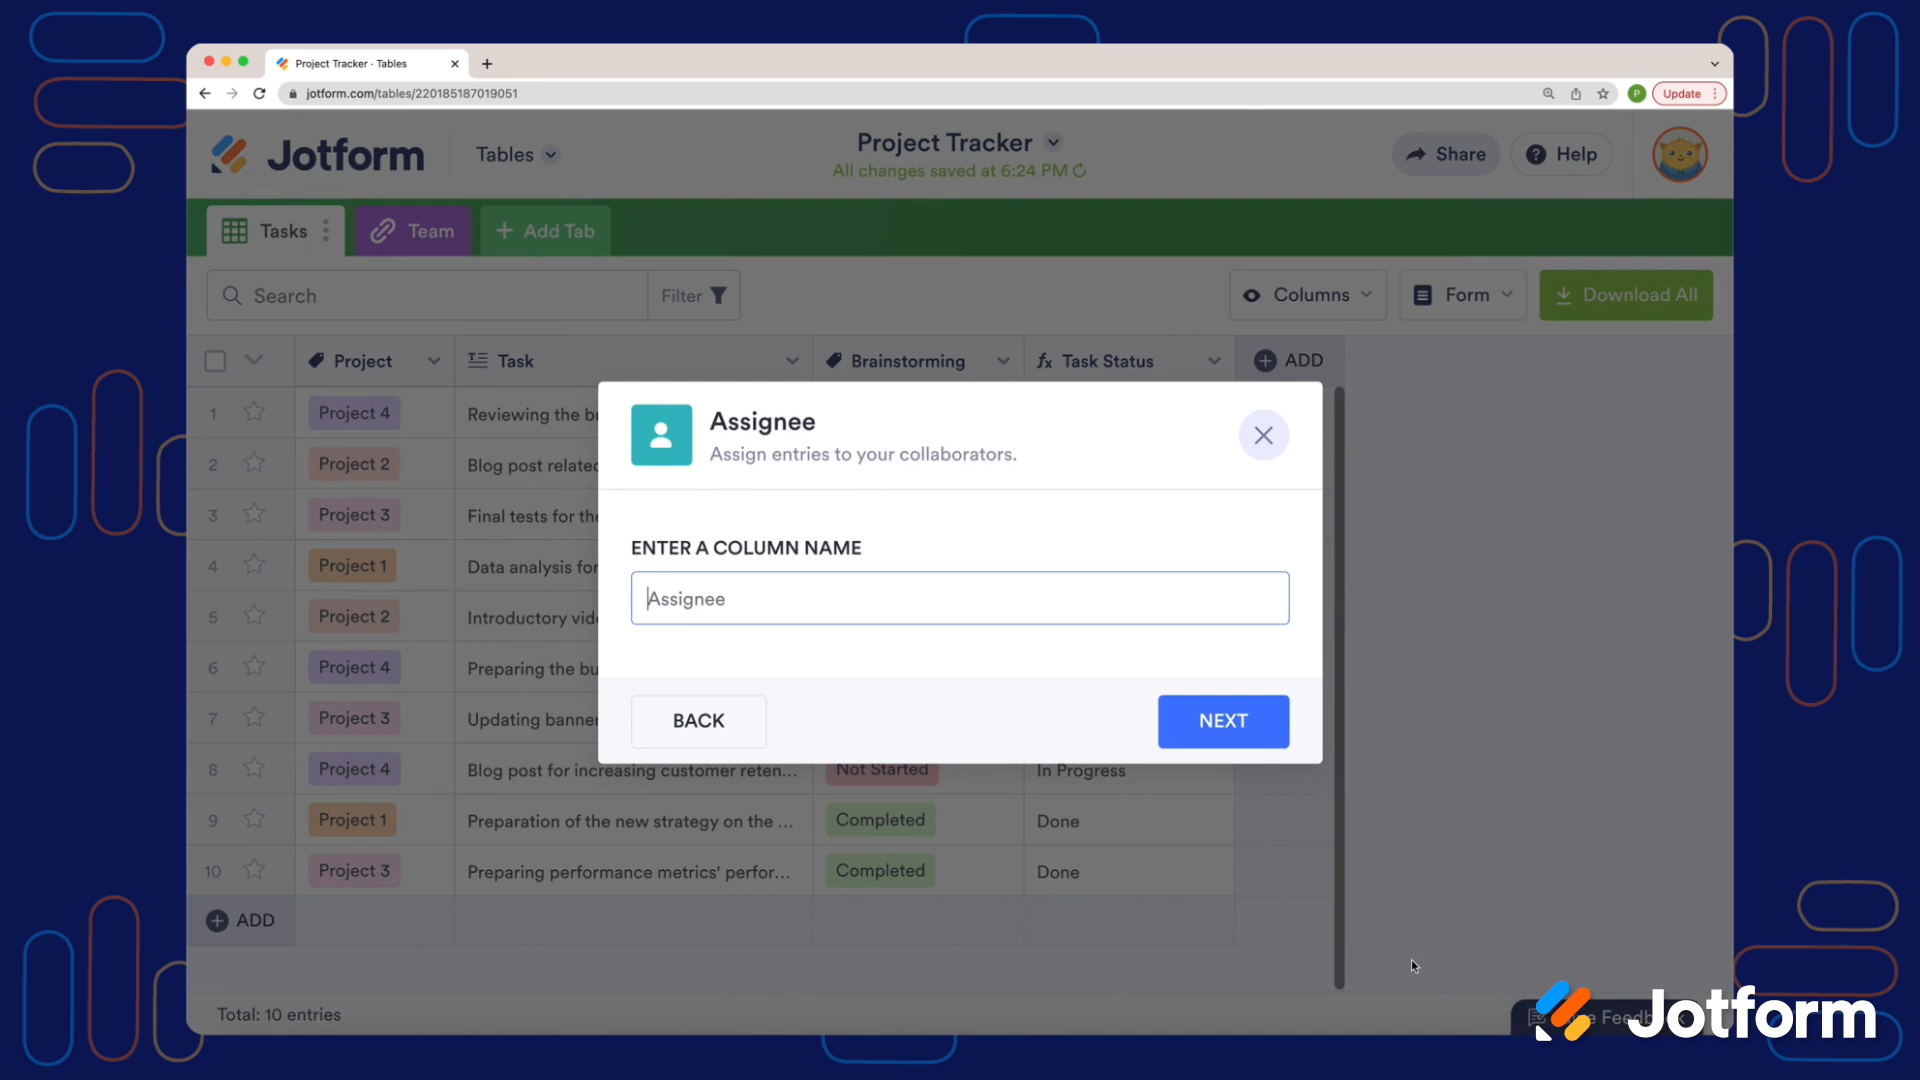 Project Tracker - Tables
jotform.com/tables/220185187019051
P
Update
Jotform
Tables
Project Tracker
All changes saved at 6:24 PM
Share
Help
Tasks
Team
+ Add Tab
Search
Filter
Columns
Form
Download All
Project
Task
Brainstorming
fx Task Status
ADD
1 Project 4 Reviewing the
2 Project 2 Blog post
3 Project 3 Final tests for
4 Project 1 Data analysis for
5 Project 2 Introductory
6 Project 4 Preparing the
7 Project 3 Updating
8 Project 4 Blog post for increasing customer reten... Not Started In Progress
9 Project 1 Preparation of the new strategy on the ... Completed Done
10 Project 3 Preparing performance metrics' perfor... Completed Done
ADD
Total: 10 entries
Assignee
Assign entries to your collaborators.
ENTER A COLUMN NAME
Assignee
BACK
NEXT
Jotform